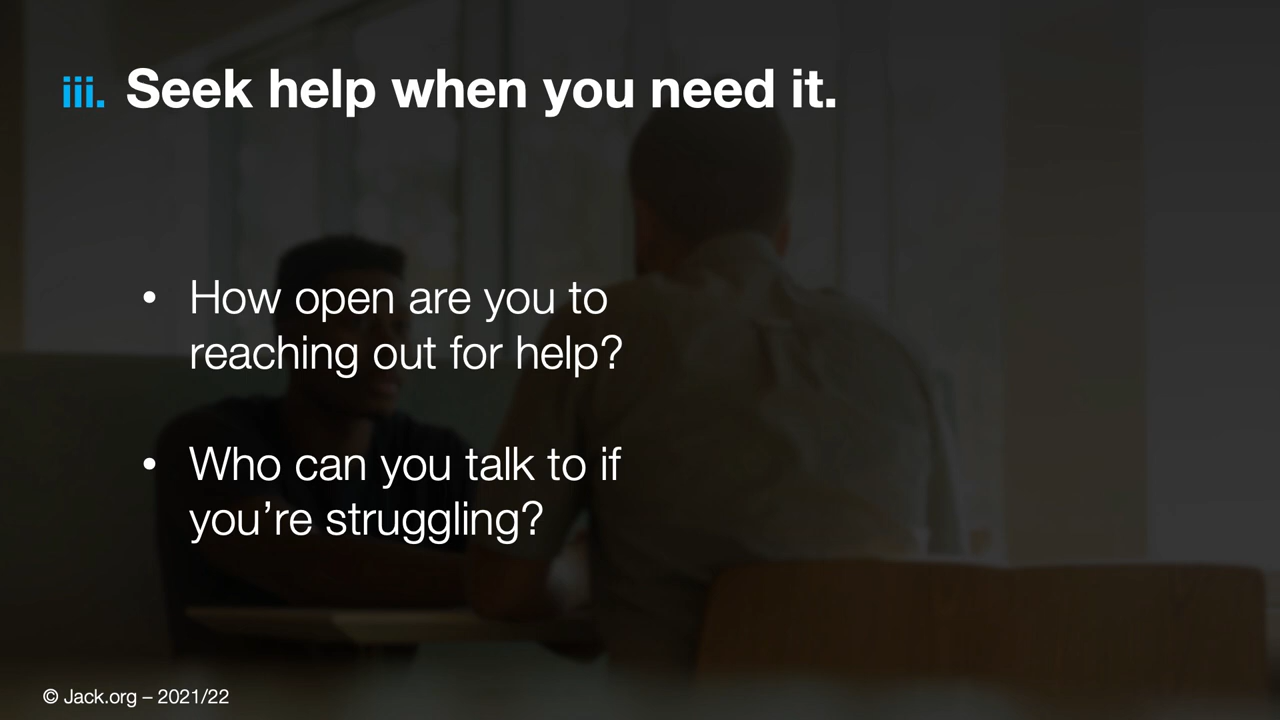 iii. Seek help when you need it.
• How open are you to
reaching out for help?
• Who can you talk to if
you’re struggling?
© Jack.org – 2021/22